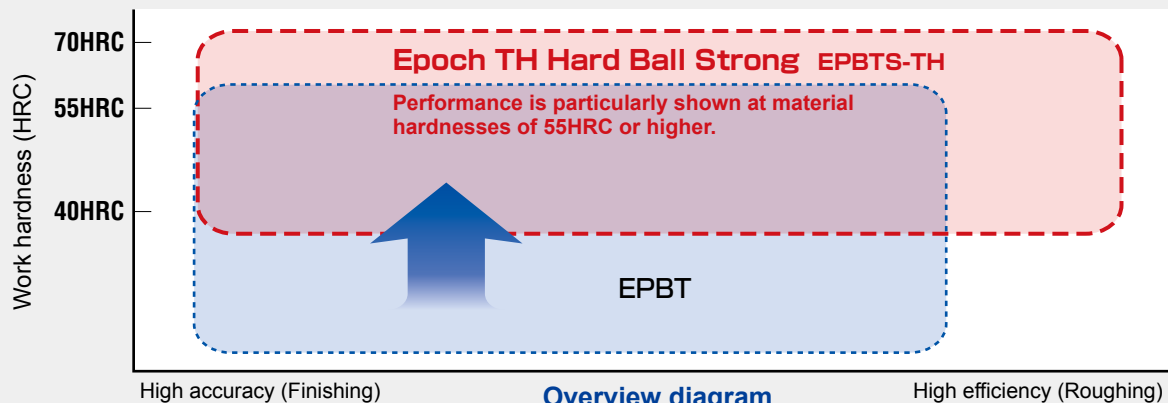 70HRC
Epoch TH Hard Ball Strong EPBTS-TH
Performance is particularly shown at material
hardnesses of 55HRC or higher.
55HRC
40HRC
Work hardness (HRC)
EPBT
High accuracy (Finishing)
Overview diagram
High efficiency (Roughing)